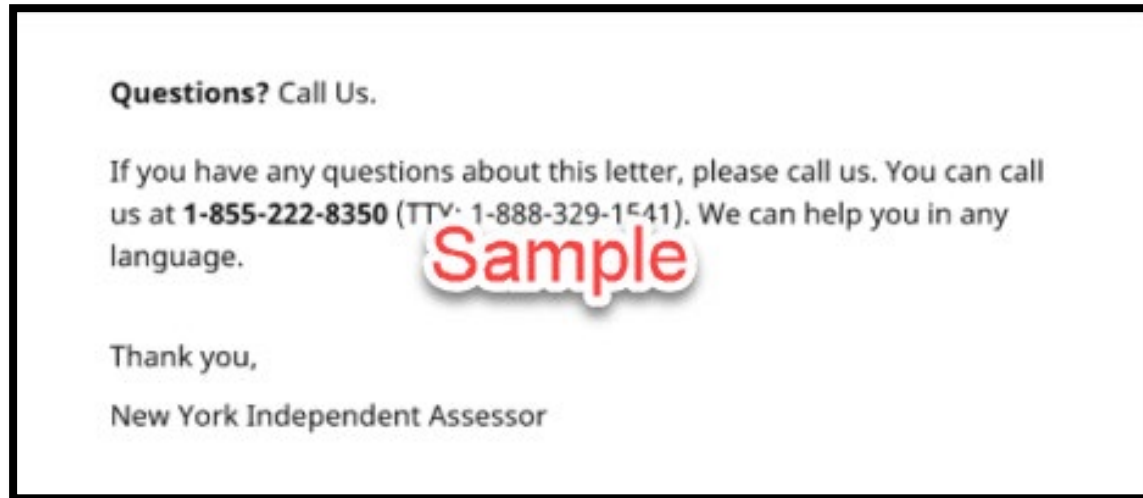 Questions? Call Us.
If you have any questions about this letter, please call us. You can call
us at 1-855-222-8350 (TTY: 1-888-329-1541). We can help you in any
language.
Sample
Thank you,
New York Independent Assessor